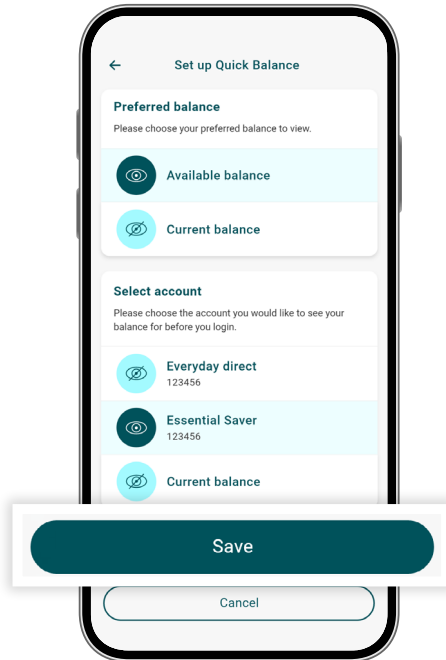 Set up Quick Balance
Preferred balance
Please choose your preferred balance to view.
Available balance
Current balance
Select account
Please choose the account you would like to see your
balance for before you login.
Everyday direct
123456
Essential Saver
123456
Current balance
Save
Cancel